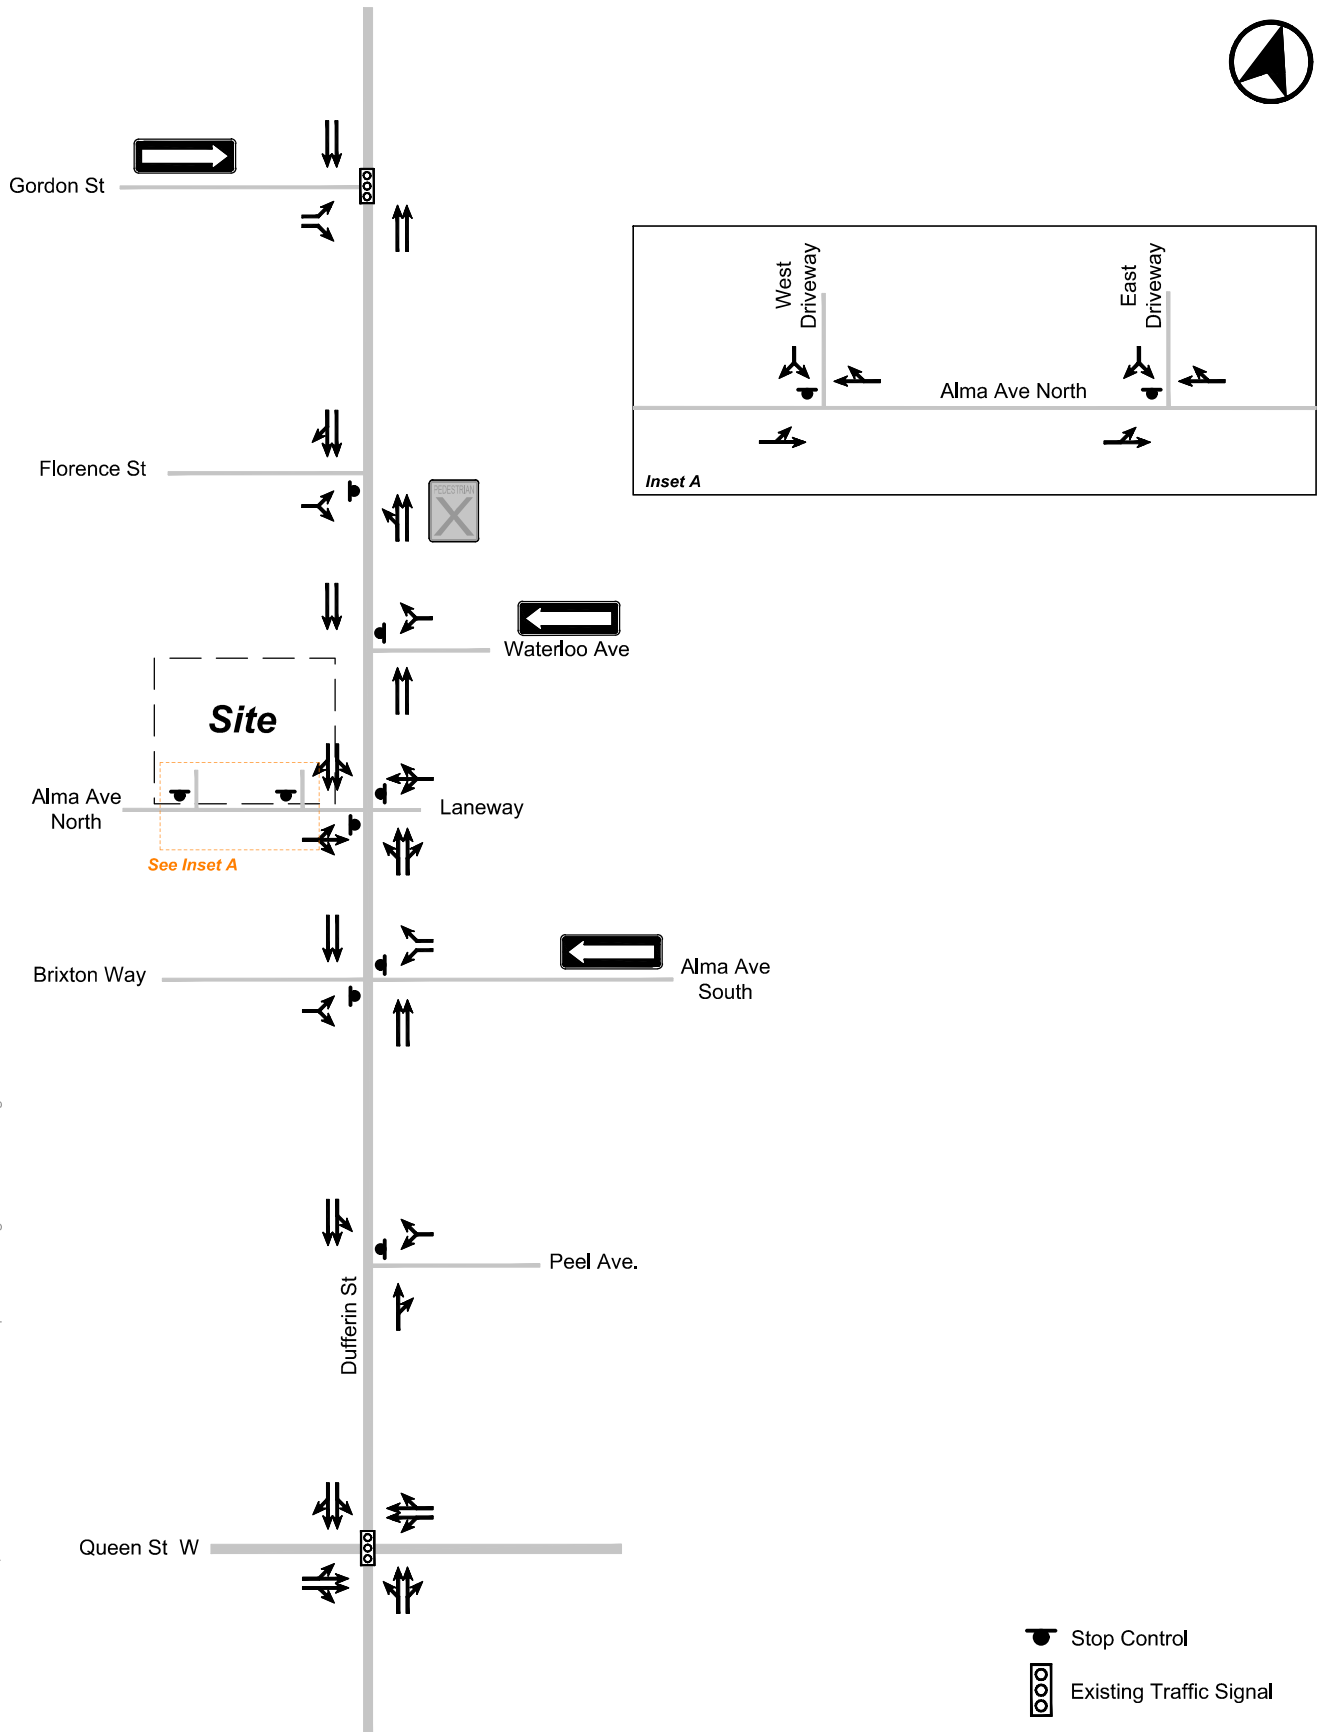 Gordon St
West
Driveway
East
Driveway
Alma Ave North
Inset A
Florence St
PEDESTRIAN
X
Waterloo Ave
Site
Alma Ave
North
Laneway
See Inset A
Brixton Way
Alma Ave
South
Peel Ave.
Dufferin St
Queen St W
Stop Control
Existing Traffic Signal